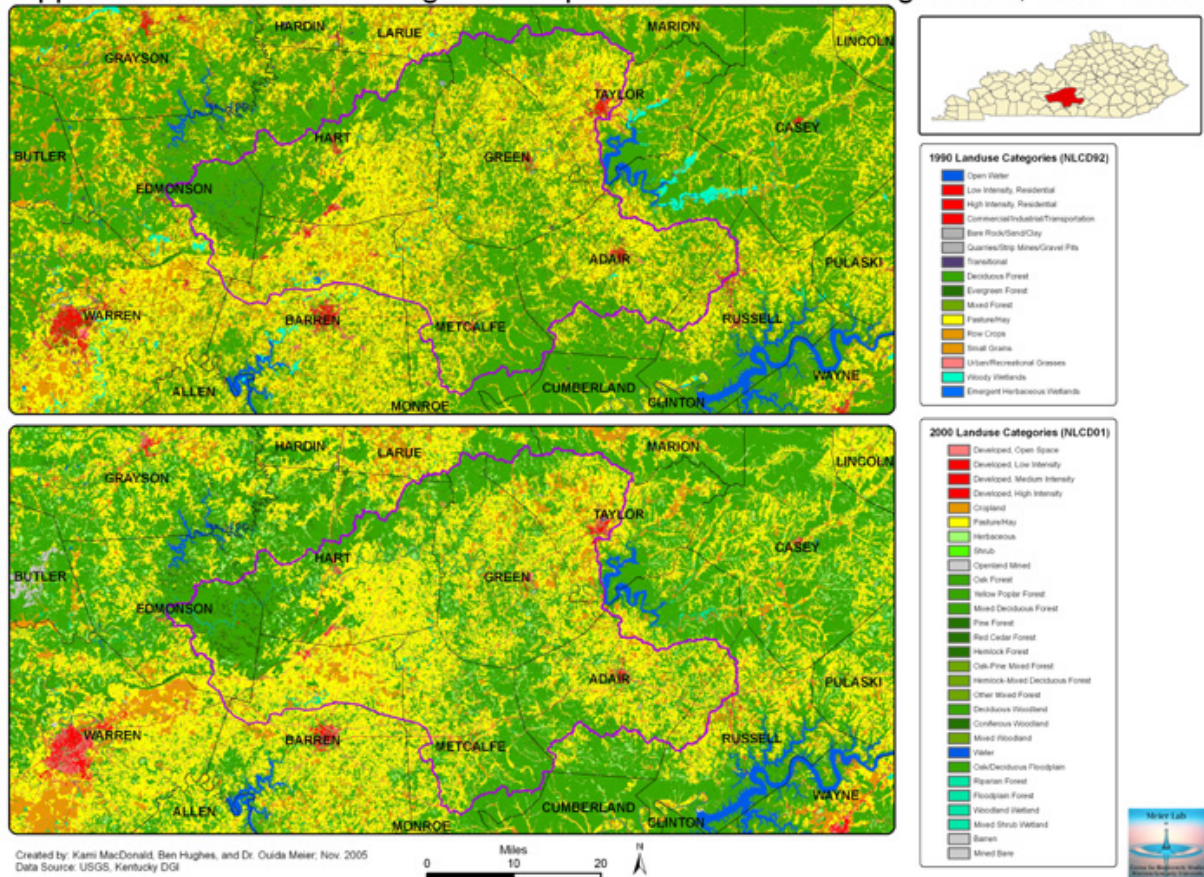 HARDIN
LARUE
MARION
LINCOLN
GRAYSON
TAYLOR
CASEY
HART
BUTLER
GREEN
EDMONSON
ADAIR
PULASKI
WARREN
BARREN
METCALFE
RUSSELL
ALLEN
CUMBERLAND
WAYNE
MONROE
CLINTON
1990 Landuse Categories (NLCD92)
Open Water
Low Intensity, Residential
High Intensity, Residential
Commercial/Industrial/Transportation
Bare Rock/Sand/Clay
Quarries/Strip Mines/Gravel Pits
Transitional
Deciduous Forest
Evergreen Forest
Mixed Forest
Pasture/Hay
Row Crops
Small Grains
Urban/Recreational Grasses
Woody Wetlands
Emergent Herbaceous Wetlands
HARDIN
LARUE
MARION
LINCOLN
GRAYSON
TAYLOR
CASEY
HART
BUTLER
GREEN
EDMONSON
ADAIR
PULASKI
WARREN
BARREN
METCALFE
RUSSELL
ALLEN
CUMBERLAND
WAYNE
MONROE
CLINTON
2000 Landuse Categories (NLCD01)
Developed, Open Space
Developed, Low Intensity
Developed, Medium Intensity
Developed, High Intensity
Cropland
Pasture/Hay
Herbaceous
Shrub
Openland Mined
Oak Forest
Yellow Poplar Forest
Mixed Deciduous Forest
Pine Forest
Red Cedar Forest
Hemlock Forest
Oak-Pine Mixed Forest
Hemlock-Mixed Deciduous Forest
Other Mixed Forest
Deciduous Woodland
Coniferous Woodland
Mixed Woodland
Water
Oak/Deciduous Floodplain
Riparian Forest
Floodplain Forest
Woodland Wetland
Mixed Shrub Wetland
Barren
Mined Bare
Created by: Kami MacDonald, Ben Hughes, and Dr. Ouida Meier; Nov. 2005
Data Source: USGS, Kentucky DGI
Miles
0 10 20
N
Meier Lab